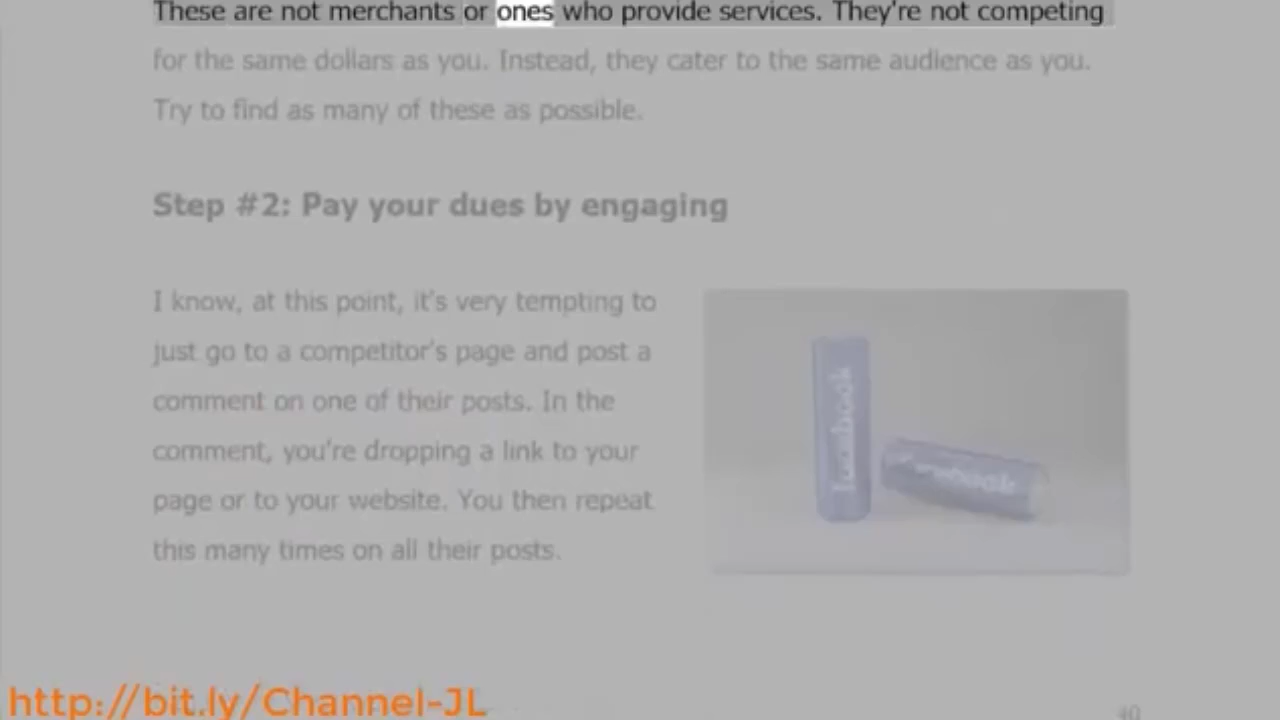 These are not merchants or ones who provide services. They're not competing
for the same dollars as you. Instead, they cater to the same audience as you.
Try to find as many of these as possible.
Step #2: Pay your dues by engaging
I know, at this point, it's very tempting to
just go to a competitor's page and post a
comment on one of their posts. In the
comment, you're dropping a link to your
page or to your website. You then repeat
this many times on all their posts.
facebook
facebook
http://bit.ly/Channel-JL
40